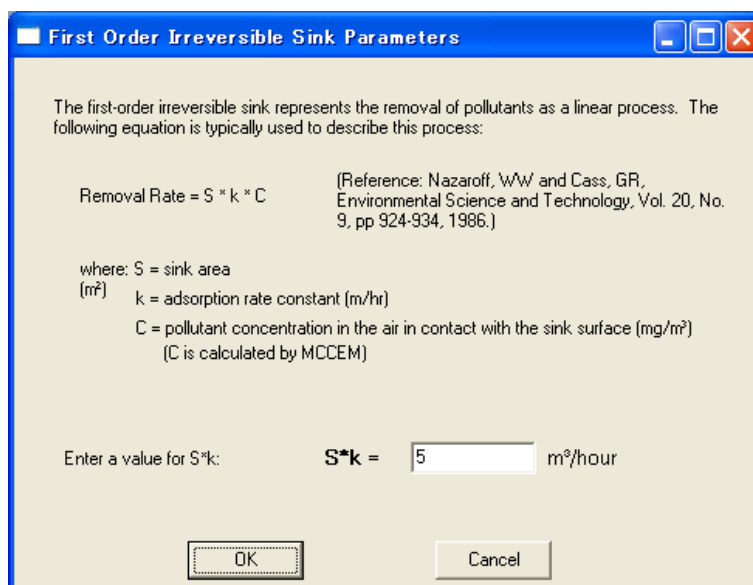 First Order Irreversible Sink Parameters
The first-order irreversible sink represents the removal of pollutants as a linear process.  The
following equation is typically used to describe this process:
Removal Rate = S * k * C
(Reference: Nazaroff, WW and Cass, GR,
Environmental Science and Technology, Vol. 20, No.
9, pp 924-934, 1986.)
where: S = sink area
(m²)
k = adsorption rate constant (m/hr)
C = pollutant concentration in the air in contact with the sink surface (mg/m³)
(C is calculated by MCCEM)
Enter a value for S*k: S*k = 5 m³/hour
OK Cancel